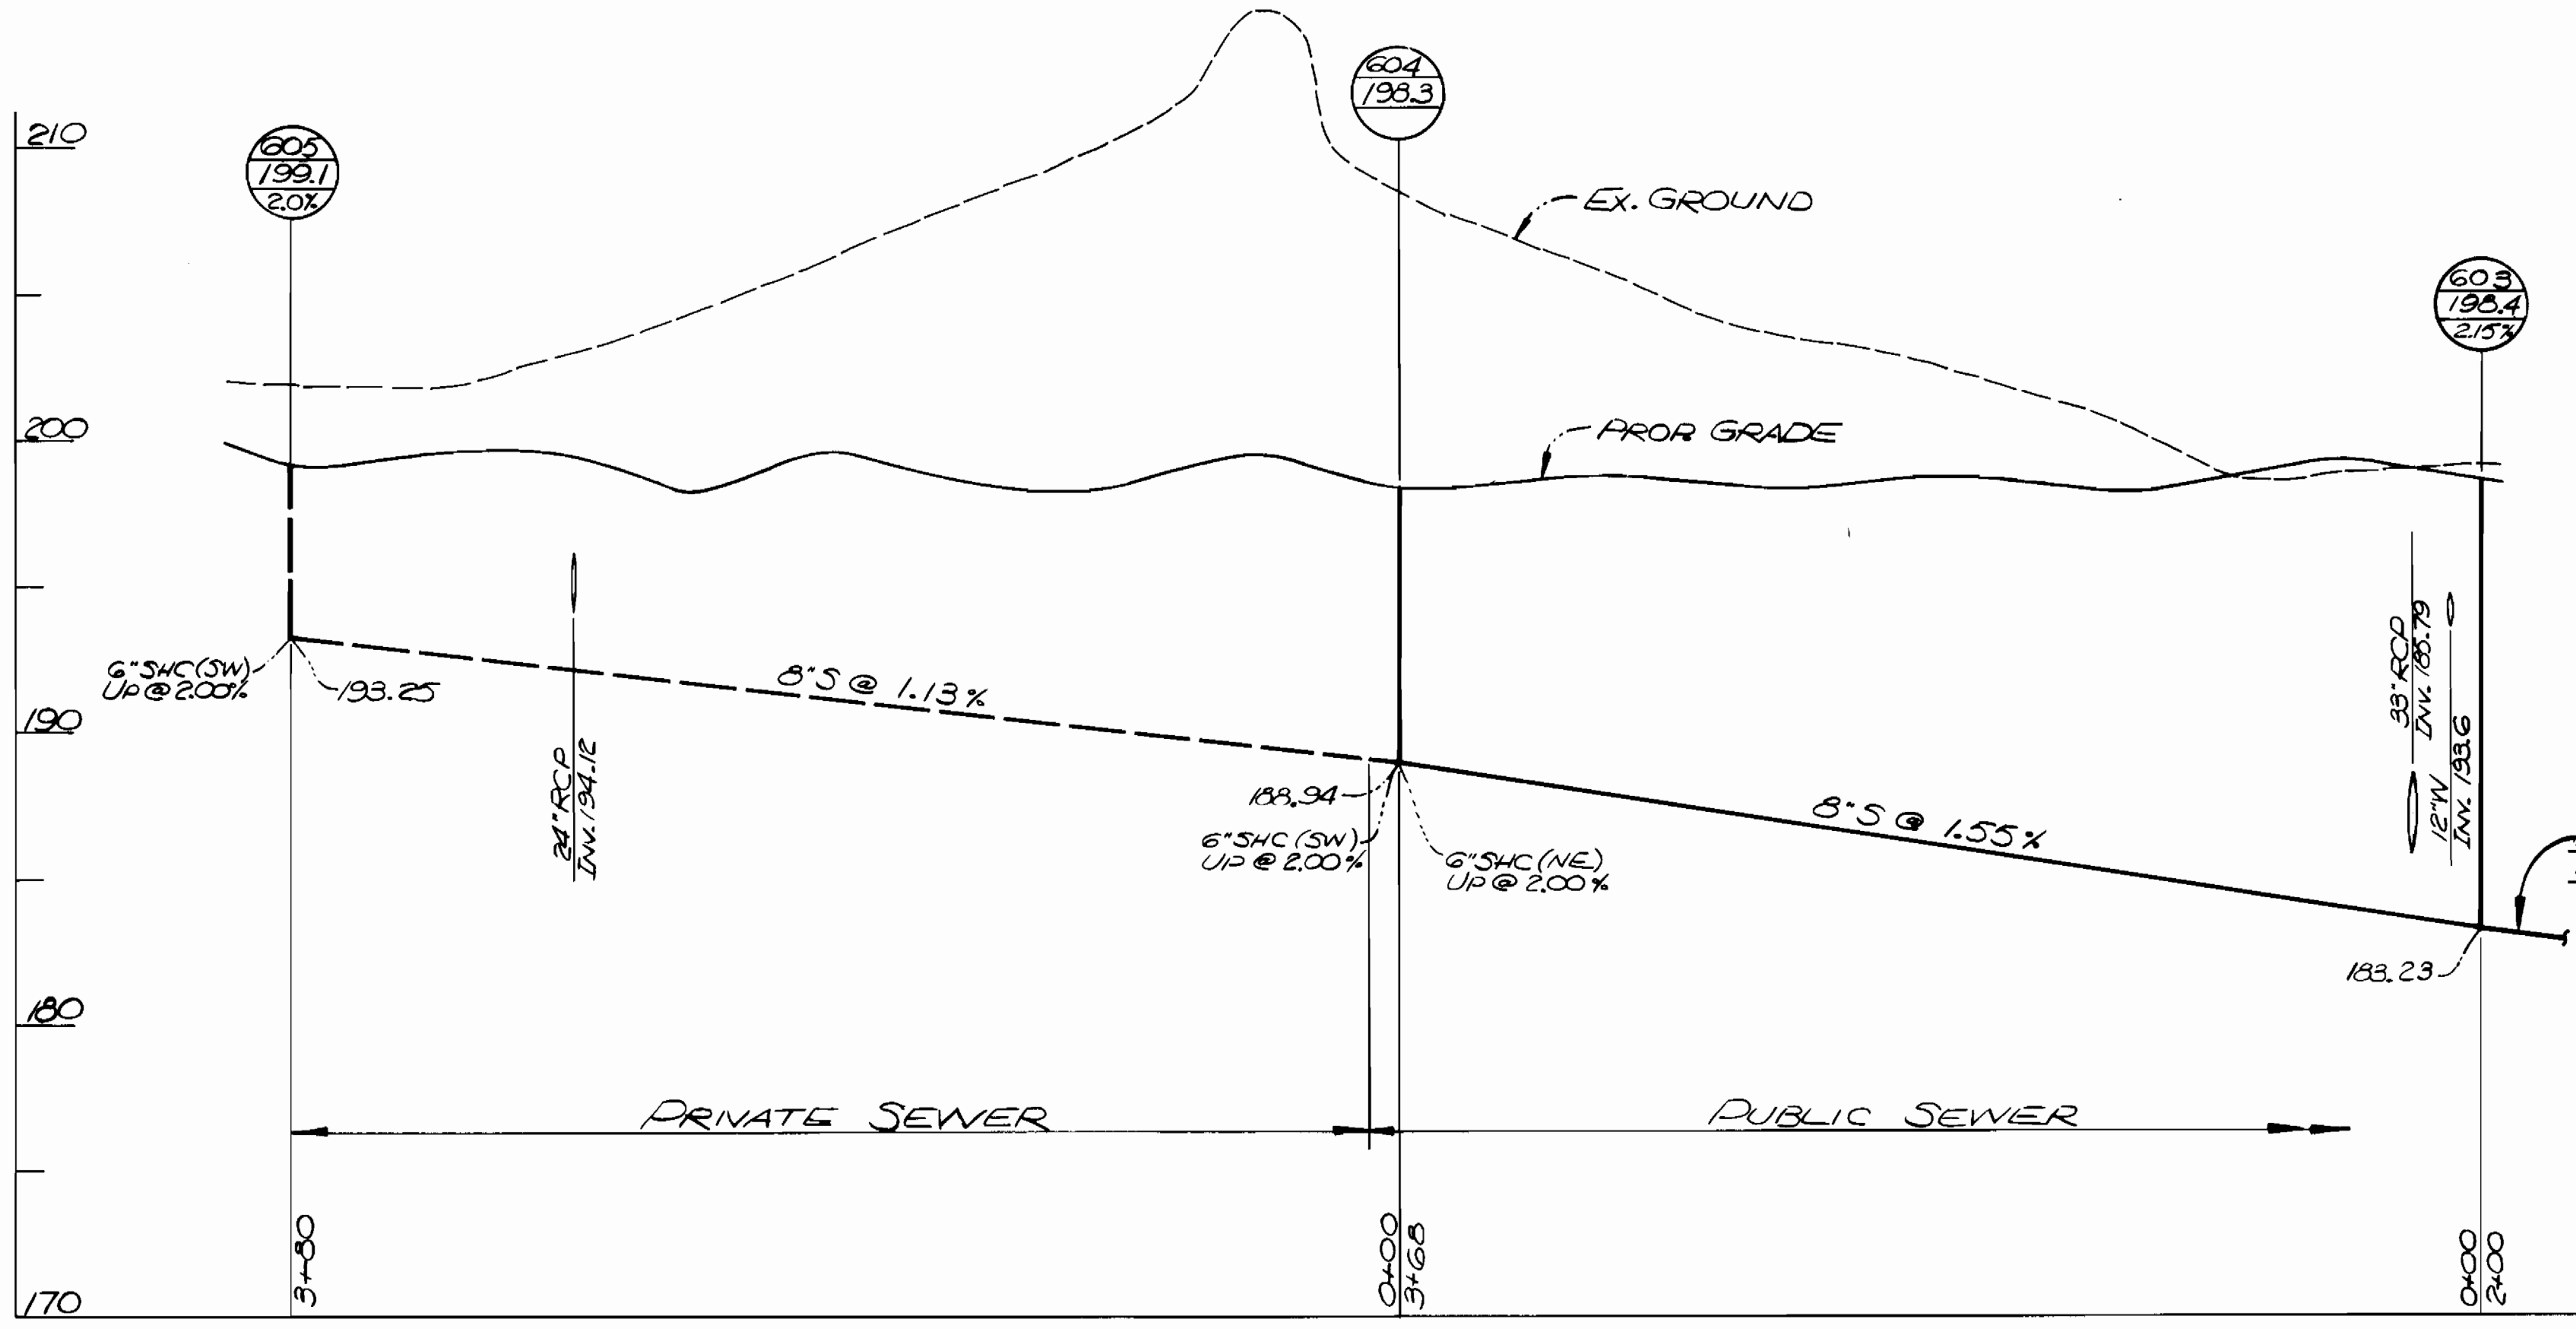 604
198.3
210
605
199.1
2.0%
EX. GROUND
603
198.4
2.15%
200
PROP. GRADE
6"SHC (SW)
UP @ 2.00%
193.25
8"S @ 1.13%
190
24" RCP
INV. 194.12
188.94
6"SHC (SW)
UP @ 2.00%
6"SHC (NE)
UP @ 2.00%
8"S @ 1.55%
33" RCP
INV. 185.79
12"W
INV. 193.6
183.23
180
PRIVATE SEWER
PUBLIC SEWER
3+80
0+00
3+68
0+00
2+00
170